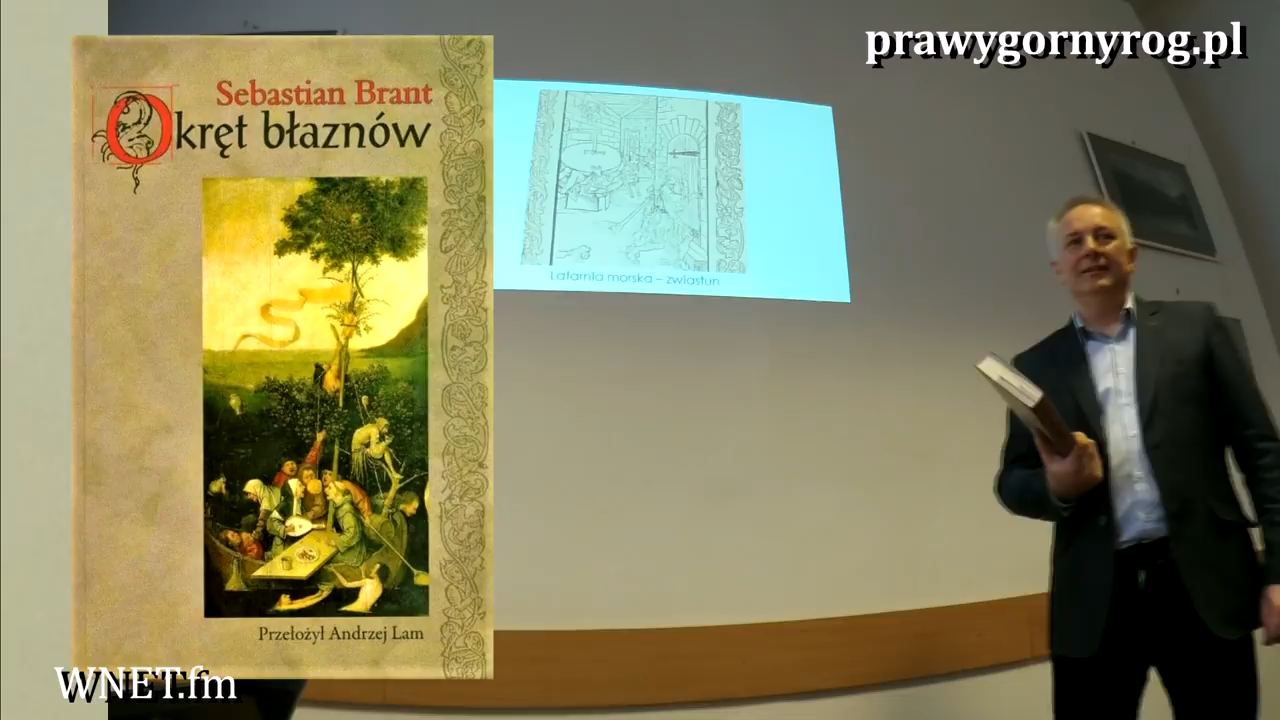 prawygornyrog.pl
Sebastian Brant
Okręt błaznów
Latarnia morska – zwiastun
Przełożył Andrzej Lam
WNET.fm